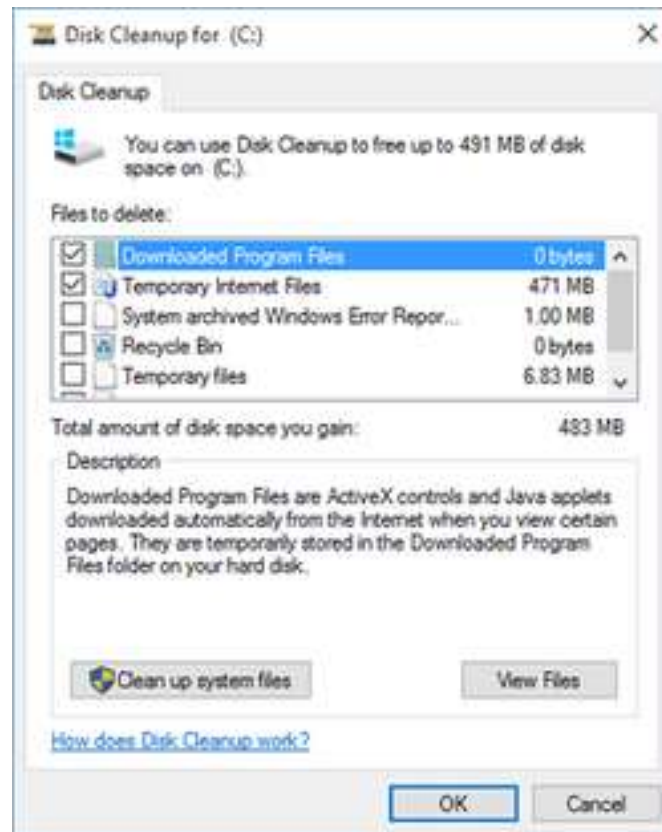 Disk Cleanup for (C:)
Disk Cleanup
You can use Disk Cleanup to free up to 491 MB of disk
space on (C:).
Files to delete:
Downloaded Program Files 0 bytes
Temporary Internet Files 471 MB
System archived Windows Error Repor... 1.00 MB
Recycle Bin 0 bytes
Temporary files 6.83 MB
Total amount of disk space you gain: 483 MB
Description
Downloaded Program Files are ActiveX controls and Java applets
downloaded automatically from the Internet when you view certain
pages. They are temporarily stored in the Downloaded Program
Files folder on your hard disk.
Clean up system files View Files
How does Disk Cleanup work?
OK Cancel